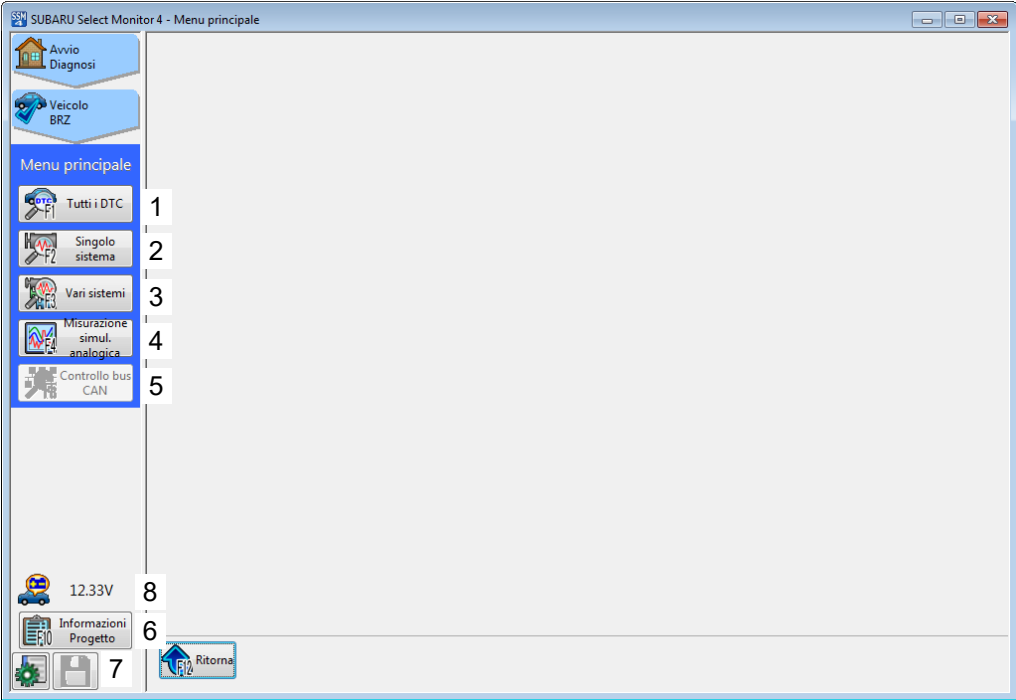 SSM 4 SUBARU Select Monitor 4 - Menu principale
Avvio
Diagnosi
Veicolo
BRZ
Menu principale
DTC F1 Tutti i DTC 1
F2 Singolo
sistema 2
F3 Vari sistemi 3
F4 Misurazione
simul.
analogica 4
Controllo bus
CAN 5
12.33V 8
F10 Informazioni
Progetto 6
7
F12 Ritorna